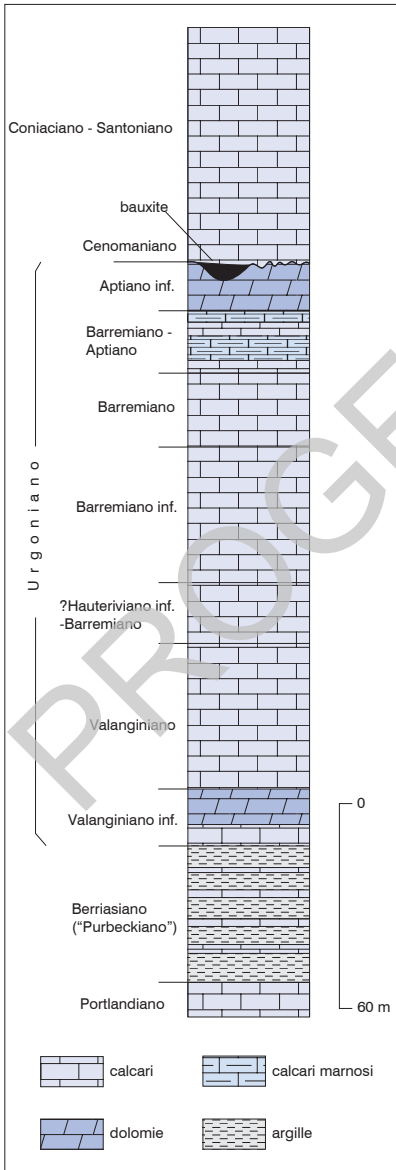 Coniaciano - Santoniano
bauxite
Cenomaniano
Aptiano inf.
Barremiano -
Aptiano
Barremiano
Urgoniano
Barremiano inf.
?Hauteriviano inf.
-Barremiano
Valanginiano
0
Valanginiano inf.
Berriasiano
(“Purbeckiano”)
Portlandiano
60 m
calcari
calcari marnosi
dolomie
argille
PROGE